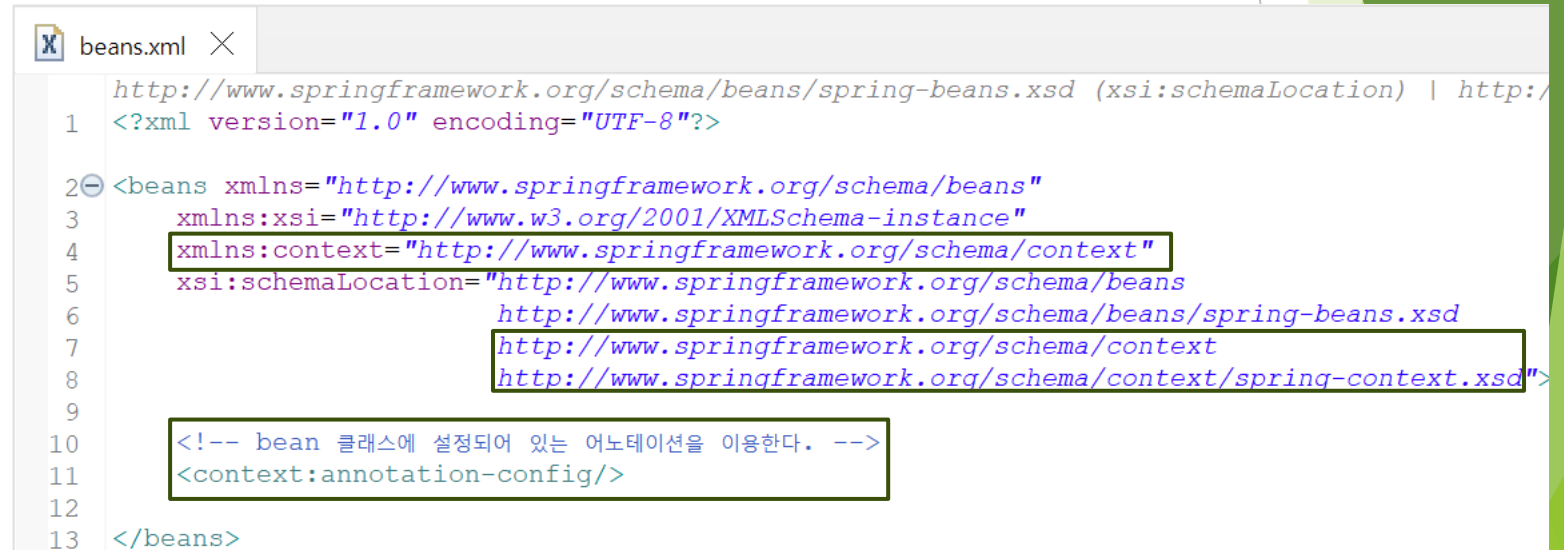 beans.xml
http://www.springframework.org/schema/beans/spring-beans.xsd (xsi:schemaLocation) | http:/
1 <?xml version="1.0" encoding="UTF-8"?>
2 <beans xmlns="http://www.springframework.org/schema/beans"
3 xmlns:xsi="http://www.w3.org/2001/XMLSchema-instance"
4 xmlns:context="http://www.springframework.org/schema/context"
5 xsi:schemaLocation="http://www.springframework.org/schema/beans
6 http://www.springframework.org/schema/beans/spring-beans.xsd
7 http://www.springframework.org/schema/context
8 http://www.springframework.org/schema/context/spring-context.xsd">
9
10 <!-- bean 클래스에 설정되어 있는 어노테이션을 이용한다. -->
11 <context:annotation-config/>
12
13 </beans>